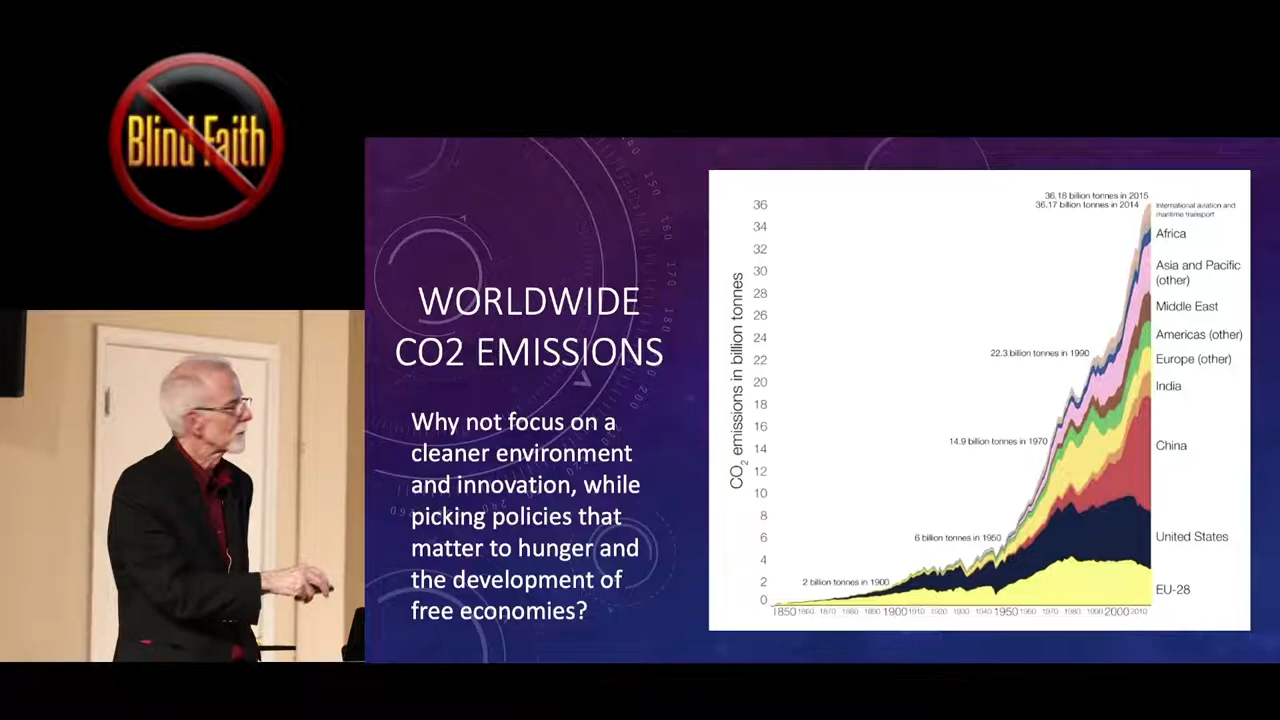 Blind Faith
WORLDWIDE
CO2 EMISSIONS
Why not focus on a
cleaner environment
and innovation, while
picking policies that
matter to hunger and
the development of
free economies?
CO2 emissions in billion tonnes
36
34
32
30
28
26
24
22
20
18
16
14
12
10
8
6
4
2
0
36.18 billion tonnes in 2015
36.17 billion tonnes in 2014
22.3 billion tonnes in 1990
14.9 billion tonnes in 1970
6 billion tonnes in 1950
2 billion tonnes in 1900
International aviation and
maritime transport
Africa
Asia and Pacific
(other)
Middle East
Americas (other)
Europe (other)
India
China
United States
EU-28
1850 1860 1870 1880 1890 1900 1910 1920 1930 1940 1950 1960 1970 1980 1990 2000 2010